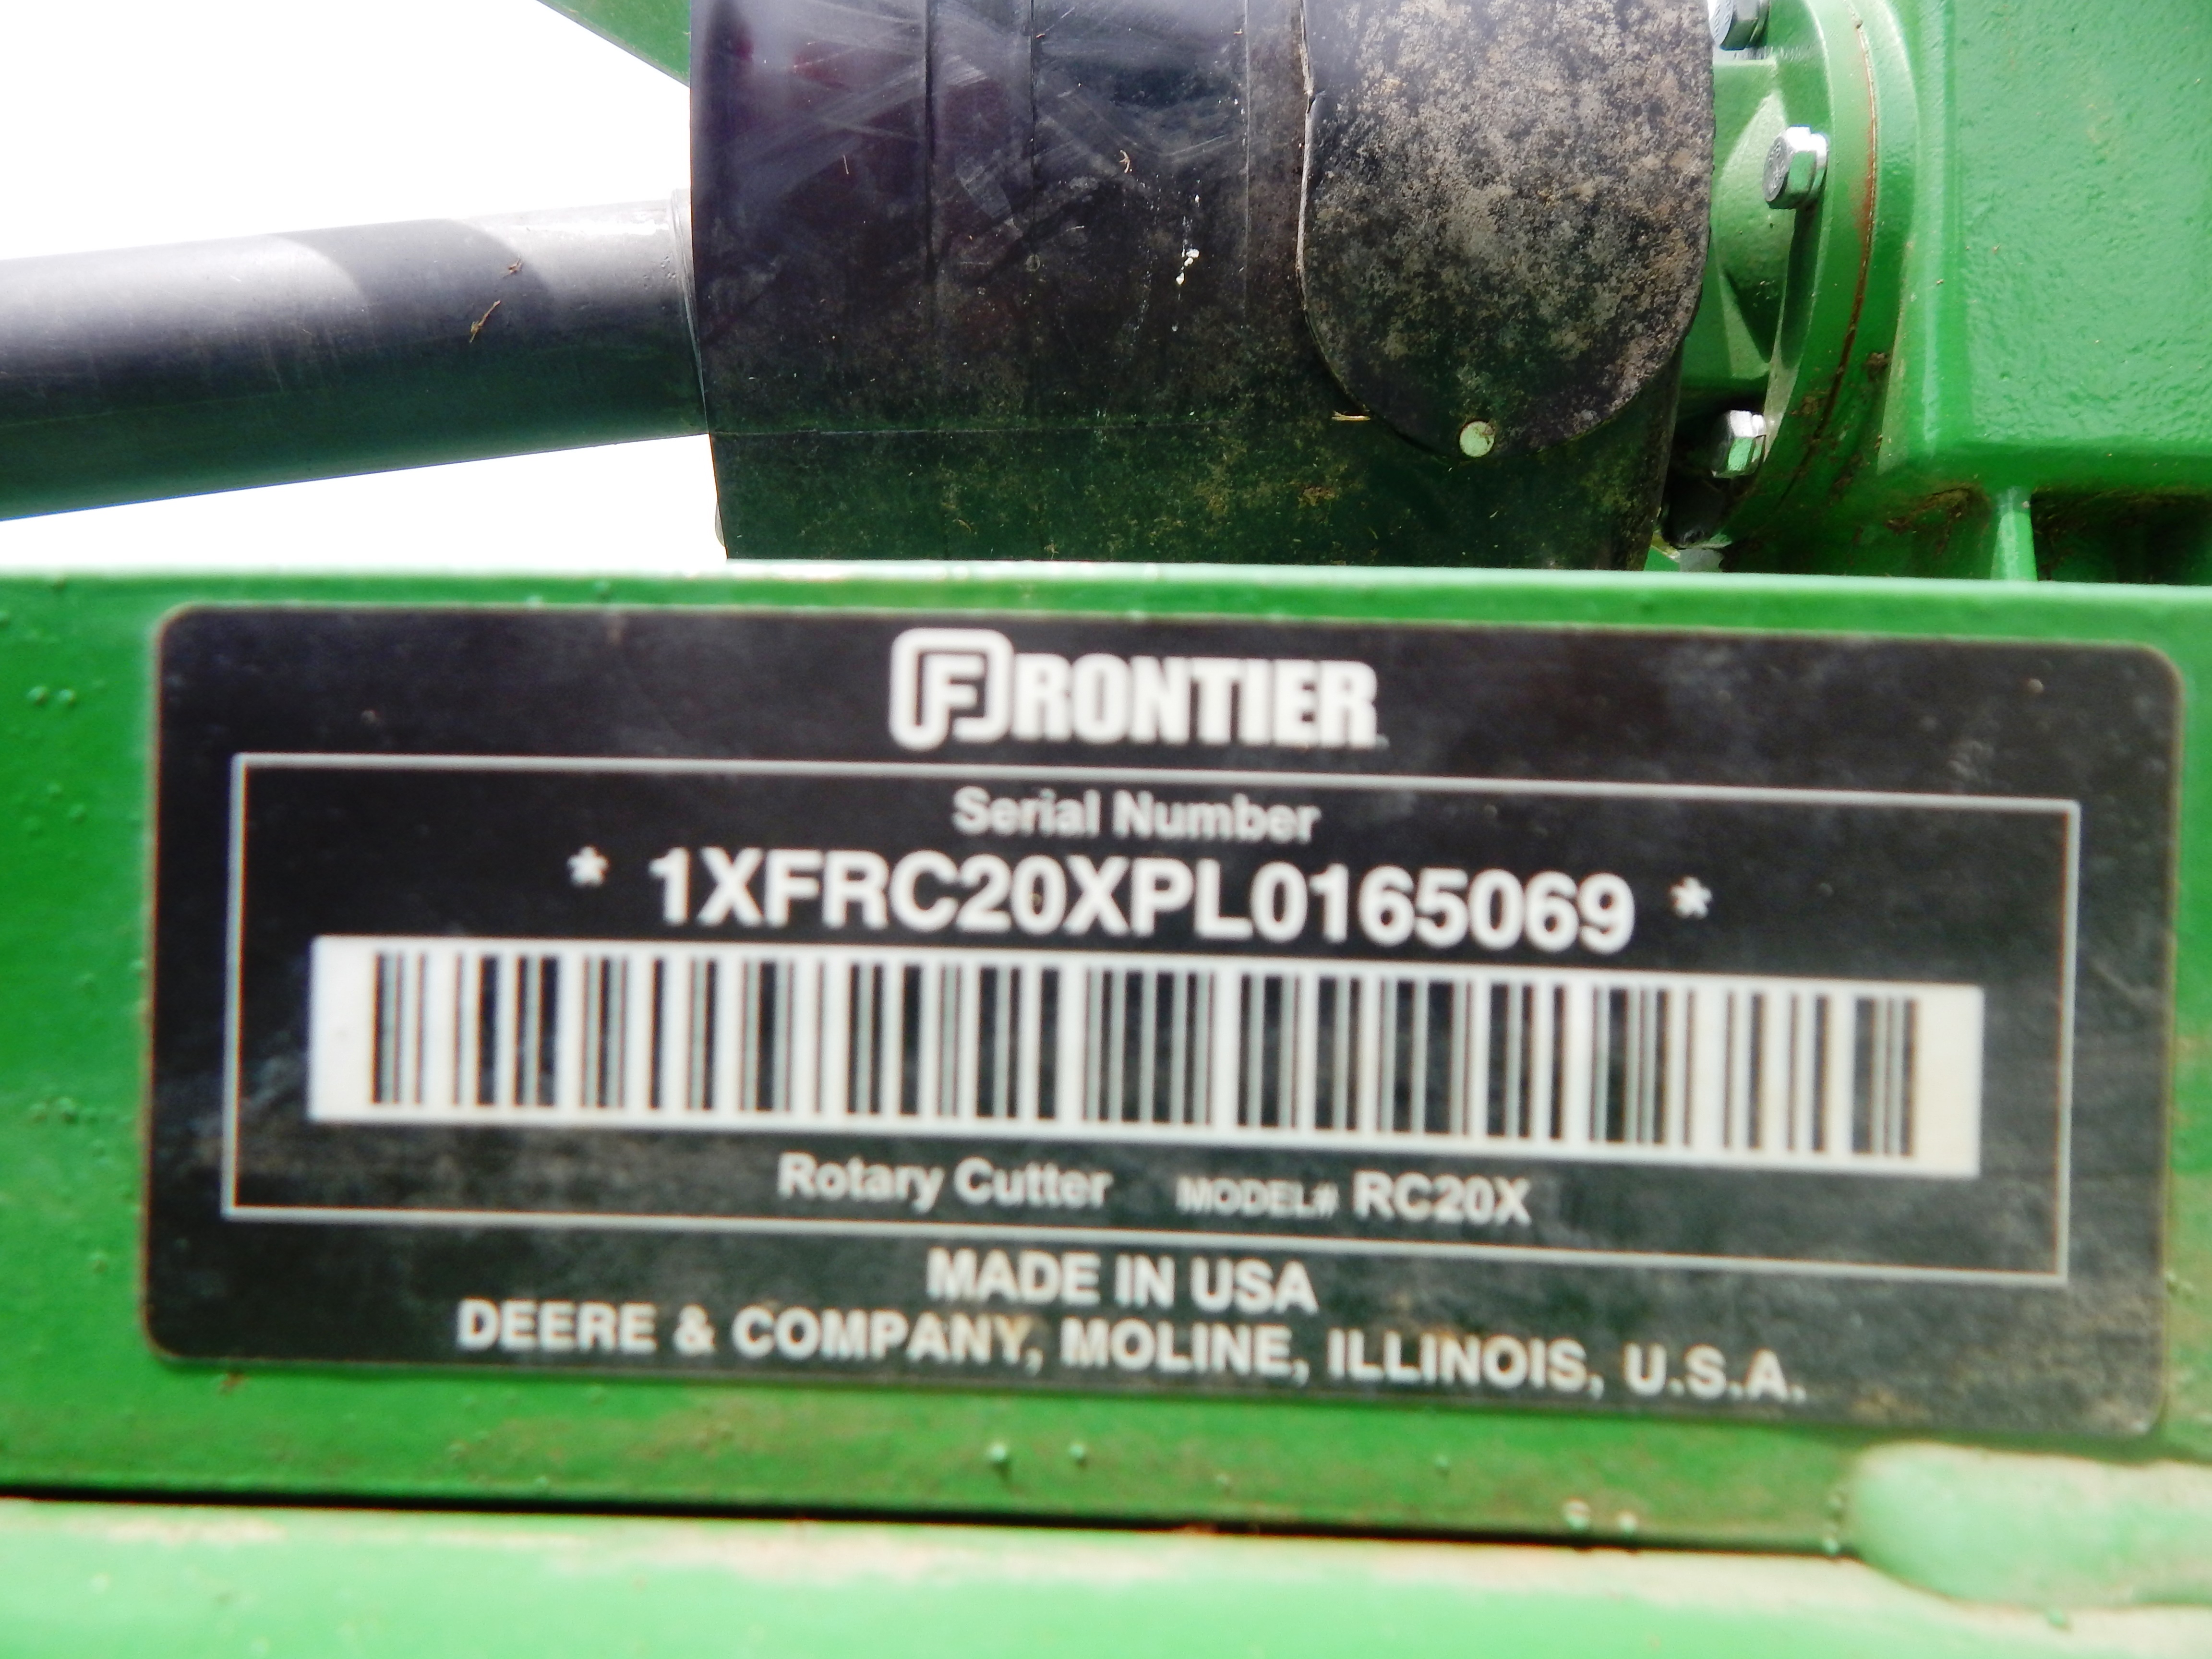 FRONTIER
Serial Number
* 1XFRC20XPL0165069 *
Rotary Cutter MODEL# RC20X
MADE IN USA
DEERE & COMPANY, MOLINE, ILLINOIS, U.S.A.